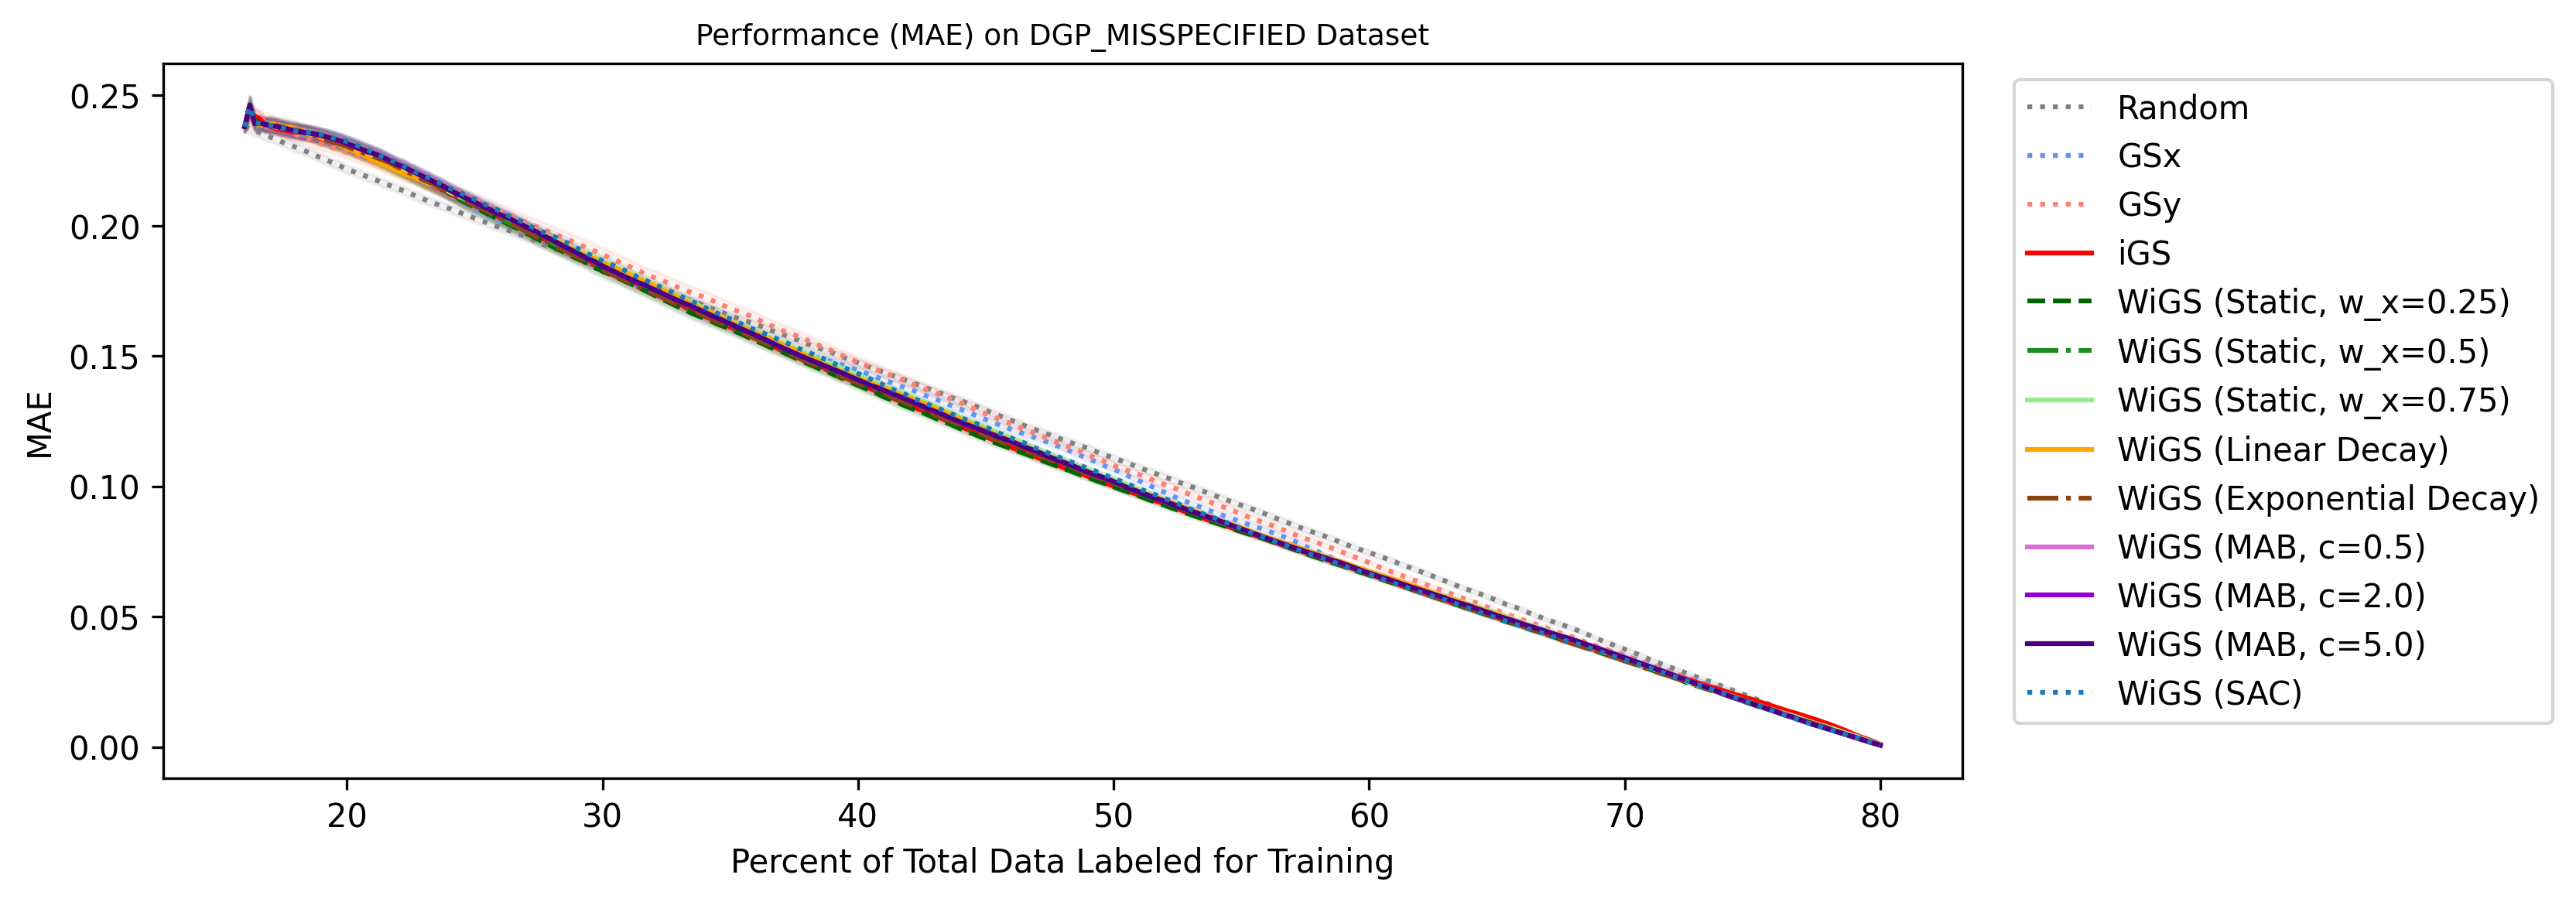 Performance (MAE) on DGP_MISSPECIFIED Dataset
0.25
0.20
0.15
0.10
0.05
0.00
MAE
20 30 40 50 60 70 80
Percent of Total Data Labeled for Training
Random
GSx
GSy
iGS
WiGS (Static, w_x=0.25)
WiGS (Static, w_x=0.5)
WiGS (Static, w_x=0.75)
WiGS (Linear Decay)
WiGS (Exponential Decay)
WiGS (MAB, c=0.5)
WiGS (MAB, c=2.0)
WiGS (MAB, c=5.0)
WiGS (SAC)